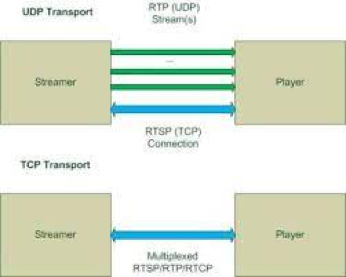 UDP Transport
RTP (UDP)
Stream(s)
...
Streamer
Player
RTSP (TCP)
Connection
TCP Transport
Streamer
Player
Multiplexed
RTSP/RTP/RTCP